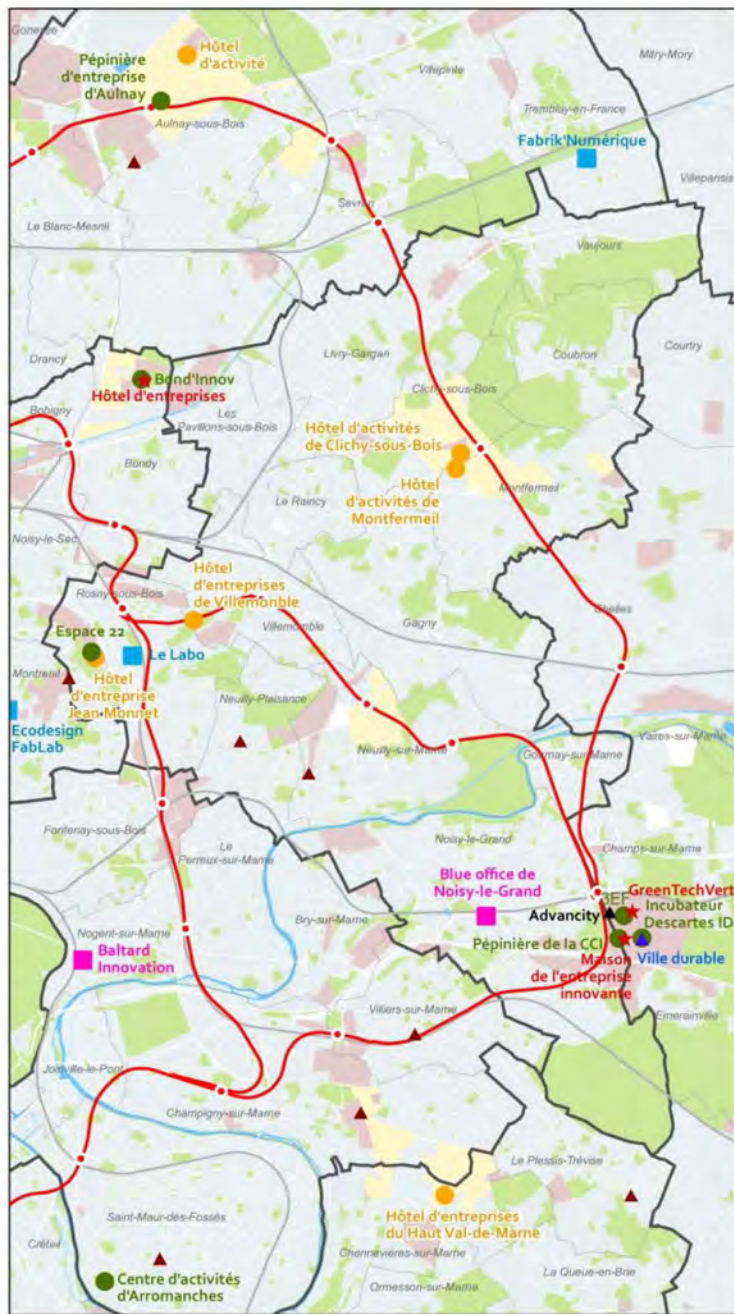 Gonesse
Hôtel
d'activité
Pépinière
d'entreprise
d'Aulnay
Villepinte
Mitry-Mory
Tremblay-en-France
Aulnay-sous-Bois
Fabrik'Numérique
Villeparisis
Sevran
Le Blanc-Mesnil
Vaujours
Drancy
Livry-Gargan
Coubron
Courtry
Bond'Innov
Hôtel d'entreprises
Clichy-sous-Bois
Bobigny
Les
Pavillons-sous-Bois
Hôtel d'activités
de Clichy-sous-Bois
Bondy
Hôtel
d'activités de
Montfermeil
Montfermeil
Le Raincy
Noisy-le-Sec
Hôtel
d'entreprises
de Villemomble
Rosny-sous-Bois
Chelles
Gagny
Villemomble
Espace 22
Le Labo
Montreuil
Hôtel
d'entreprise
Jean Monnet
Neuilly-Plaisance
Ecodesign
FabLab
Neuilly-sur-Marne
Gournay-sur-Marne
Vaires-sur-Marne
Fontenay-sous-Bois
Le
Perreux-sur-Marne
Noisy-le-Grand
Champs-sur-Marne
Blue office de
Noisy-le-Grand
GreenTechVert
3EF
Incubateur
Descartes ID
Advancity
Bry-sur-Marne
Nogent-sur-Marne
Baltard
Innovation
Pépinière de la CCI
Ville durable
Maison
de l'entreprise
innovante
Villiers-sur-Marne
Emerainville
Joinville-le-Pont
Champigny-sur-Marne
Le Plessis-Trévise
Saint-Maur-des-Fossés
Hôtel d'entreprises
du Haut Val-de-Marne
Créteil
Chennevières-sur-Marne
La Queue-en-Brie
Centre d'activités
d'Arromanches
Ormesson-sur-Marne